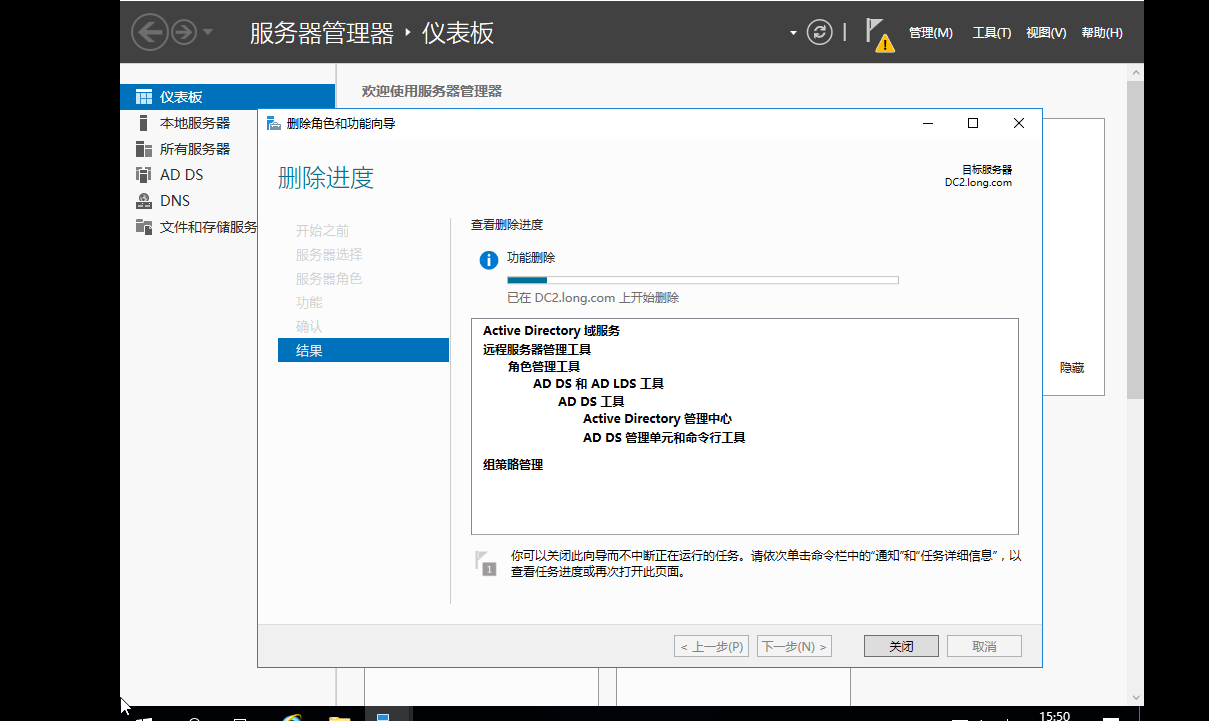 服务器管理器 ‣ 仪表板
管理(M) 工具(T) 视图(V) 帮助(H)
仪表板
本地服务器
所有服务器
AD DS
DNS
文件和存储服务
欢迎使用服务器管理器
隐藏
删除角色和功能向导
删除进度
目标服务器
DC2.long.com
开始之前
服务器选择
服务器角色
功能
确认
结果
查看删除进度
功能删除
已在 DC2.long.com 上开始删除
Active Directory 域服务
远程服务器管理工具
角色管理工具
AD DS 和 AD LDS 工具
AD DS 工具
Active Directory 管理中心
AD DS 管理单元和命令行工具
组策略管理
1
你可以关闭此向导而不中断正在运行的任务。请依次单击命令栏中的“通知”和“任务详细信息”，以
查看任务进度或再次打开此页面。
< 上一步(P) 下一步(N) > 关闭 取消
15:50